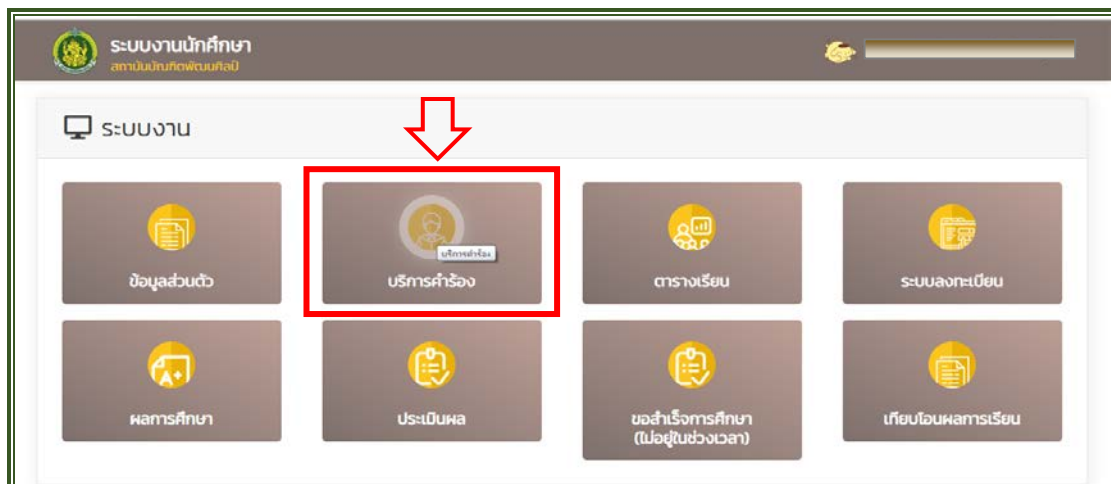 ระบบงานนักศึกษา
สถาบันบัณฑิตพัฒนศิลป์
ระบบงาน
ข้อมูลส่วนตัว
บริการคำร้อง
บริการคำร้อง
ตารางเรียน
ระบบลงทะเบียน
ผลการศึกษา
ประเมินผล
ขอสำเร็จการศึกษา
(ไม่อยู่ในช่วงเวลา)
เทียบโอนผลการเรียน
A+